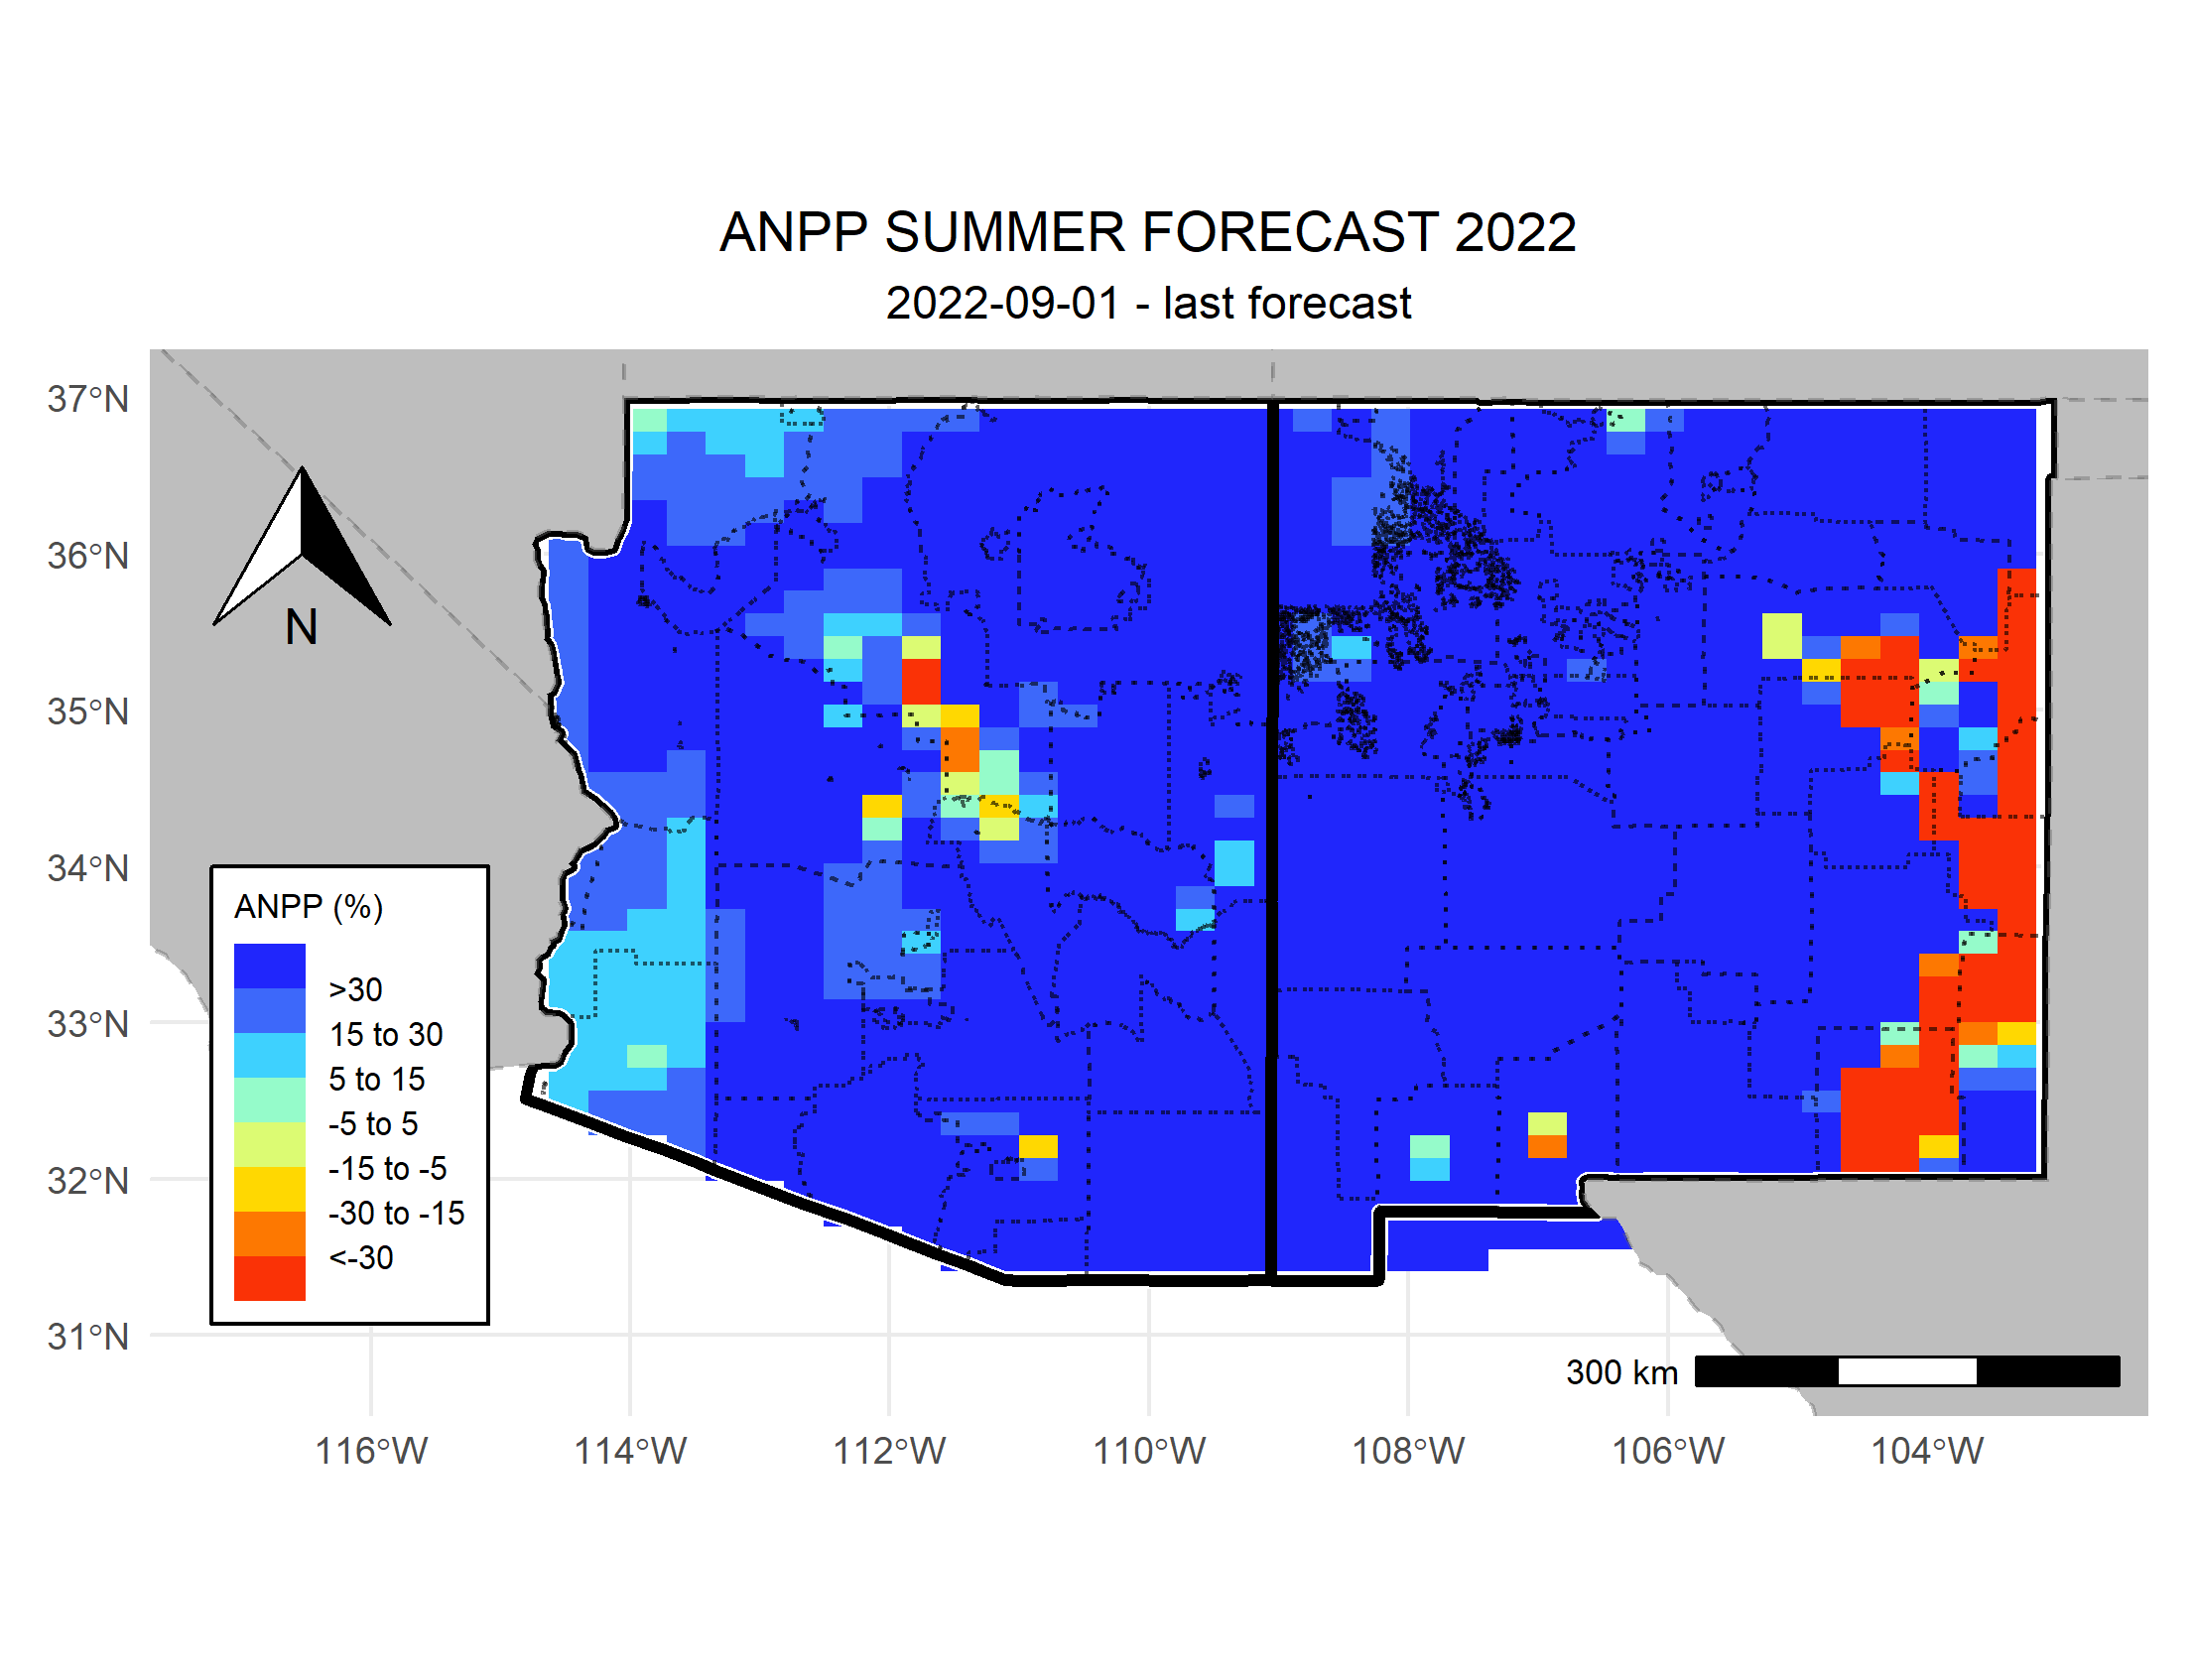 ANPP SUMMER FORECAST 2022
2022-09-01 - last forecast
37°N
36°N
35°N
34°N
33°N
32°N
31°N
N
ANPP (%)
>30
15 to 30
5 to 15
-5 to 5
-15 to -5
-30 to -15
<-30
300 km
116°W
114°W
112°W
110°W
108°W
106°W
104°W